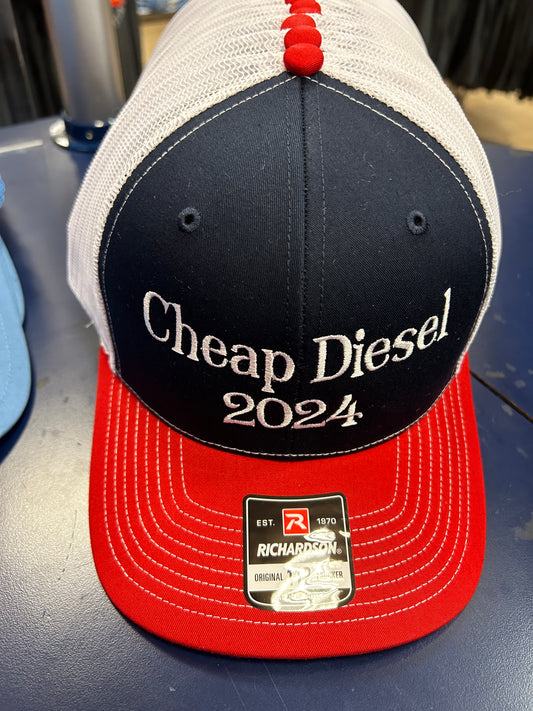 Cheap Diesel
2024
EST. R 1970
RICHARDSON®
ORIGINAL